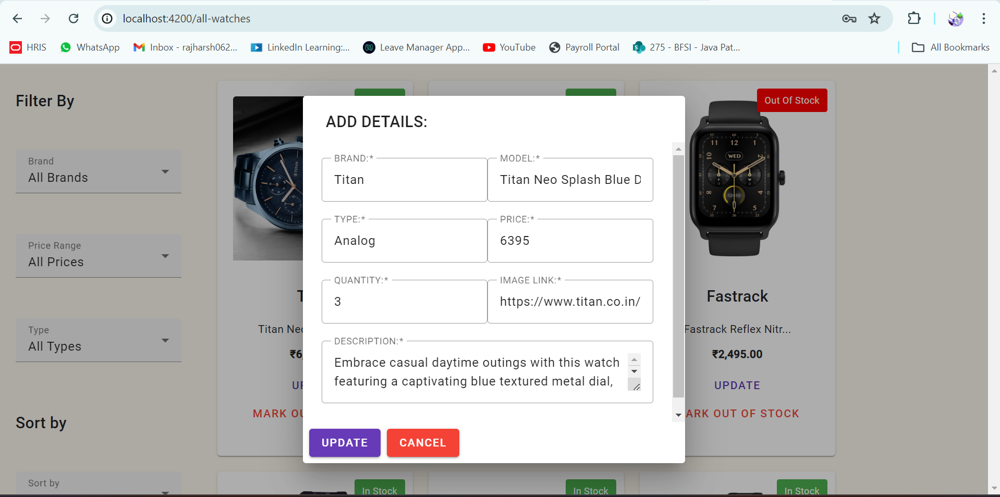 localhost:4200/all-watches
HRIS
WhatsApp
Inbox - rajharsh062...
LinkedIn Learning:...
Leave Manager App...
YouTube
Payroll Portal
275 - BFSI - Java Pat...
All Bookmarks
Filter By
Brand
All Brands
Price Range
All Prices
Type
All Types
Sort by
Sort by
ADD DETAILS:
BRAND:*
Titan
MODEL:*
Titan Neo Splash Blue D
TYPE:*
Analog
PRICE:*
6395
QUANTITY:*
3
IMAGE LINK:*
https://www.titan.co.in/
DESCRIPTION:*
Embrace casual daytime outings with this watch
featuring a captivating blue textured metal dial,
UPDATE
CANCEL
T
Titan Neo
₹6,
UP
MARK OU
Out Of Stock
11 12 1
10 WED 2
8 4
7 5
Fastrack
Fastrack Reflex Nitr...
₹2,495.00
UPDATE
ARK OUT OF STOCK
In Stock
In Stock
In Stock